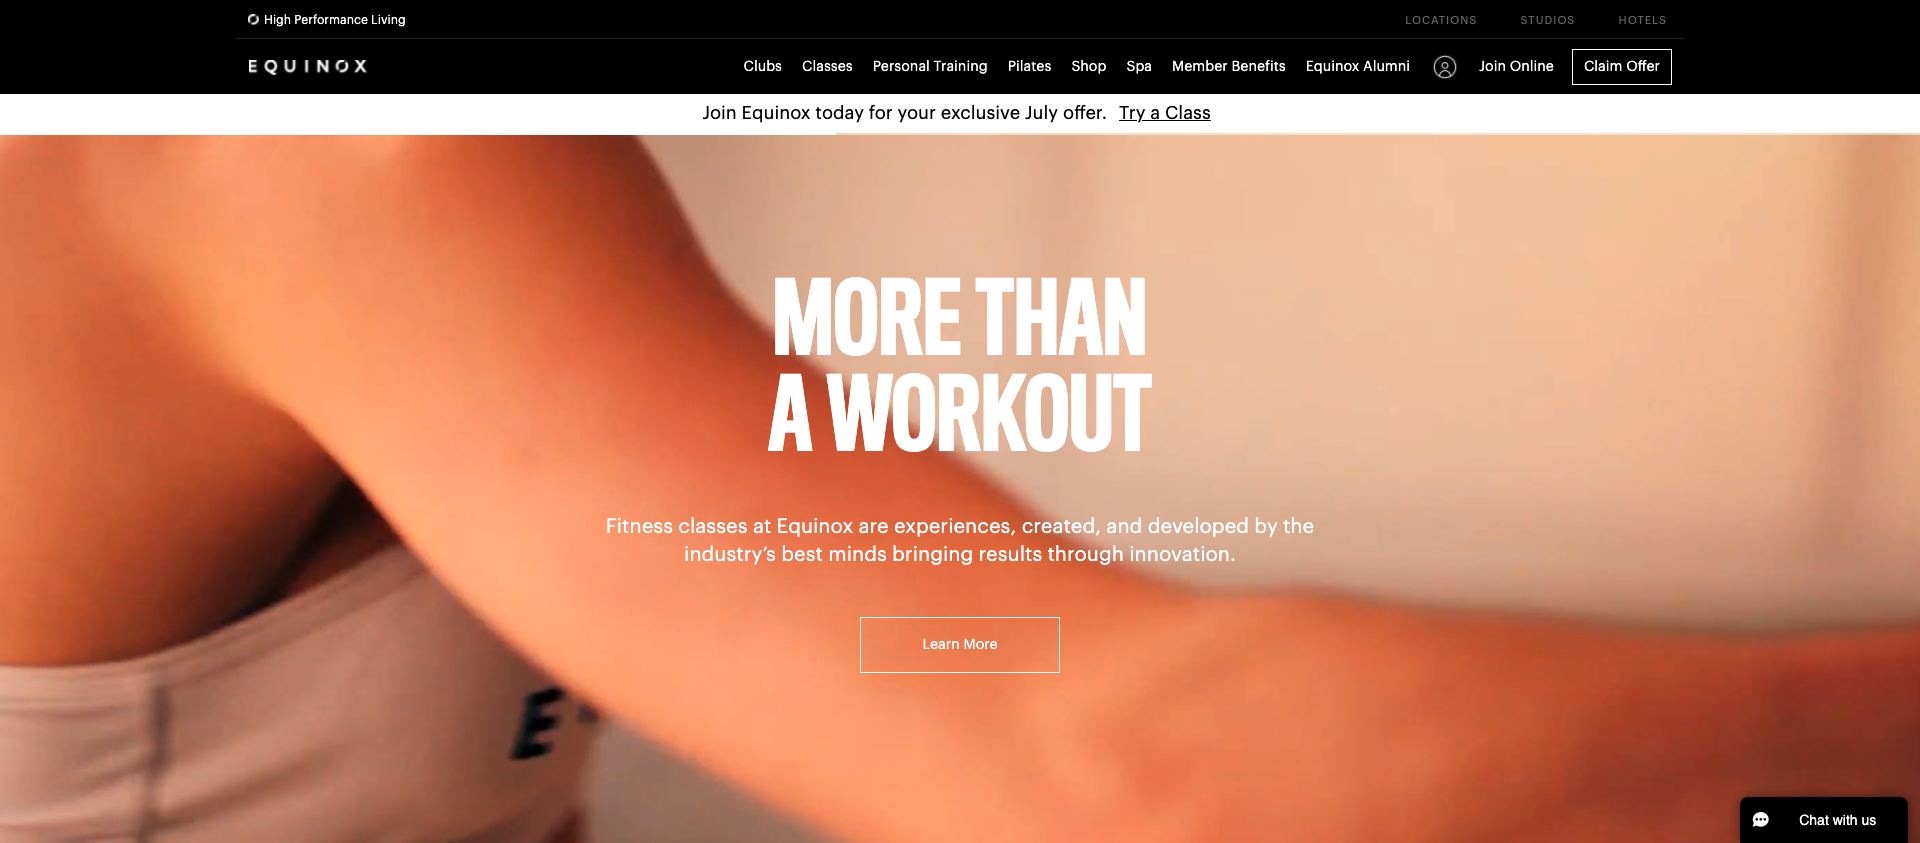 High Performance Living
LOCATIONS STUDIOS HOTELS
EQUINOX
Clubs Classes Personal Training Pilates Shop Spa Member Benefits Equinox Alumni Join Online Claim Offer
Join Equinox today for your exclusive July offer. Try a Class
MORE THAN
A WORKOUT
Fitness classes at Equinox are experiences, created, and developed by the
industry’s best minds bringing results through innovation.
Learn More
E
Chat with us